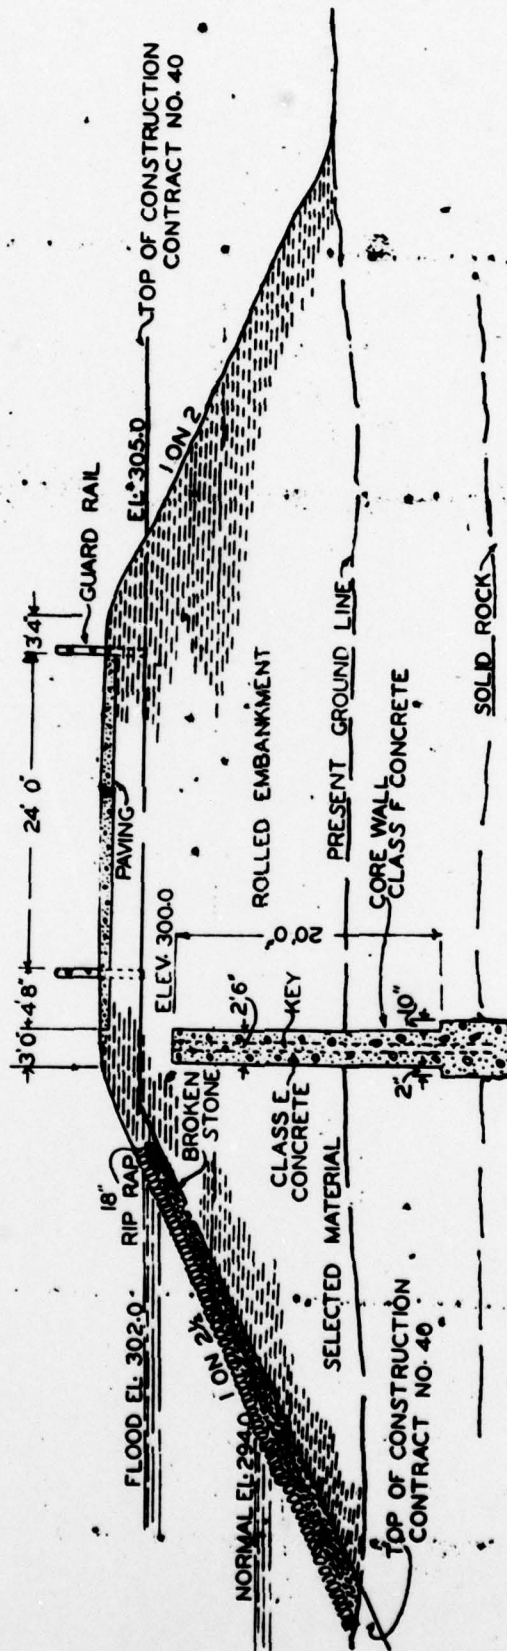 3'0"
4'8"
24' 0"
3'4"
GUARD RAIL
TOP OF CONSTRUCTION
CONTRACT NO. 40
PAVING
EL. 305.0
18"
RIP RAP
FLOOD EL. 302.0
BROKEN
STONE
ELEV. 300.0
1 ON 2
1 ON 2½
NORMAL EL. 294.0
2'6"
20' 0"
ROLLED EMBANKMENT
KEY
CLASS E
CONCRETE
SELECTED MATERIAL
PRESENT GROUND LINE
CORE WALL
CLASS F CONCRETE
2"
10"
TOP OF CONSTRUCTION
CONTRACT NO. 40
SOLID ROCK